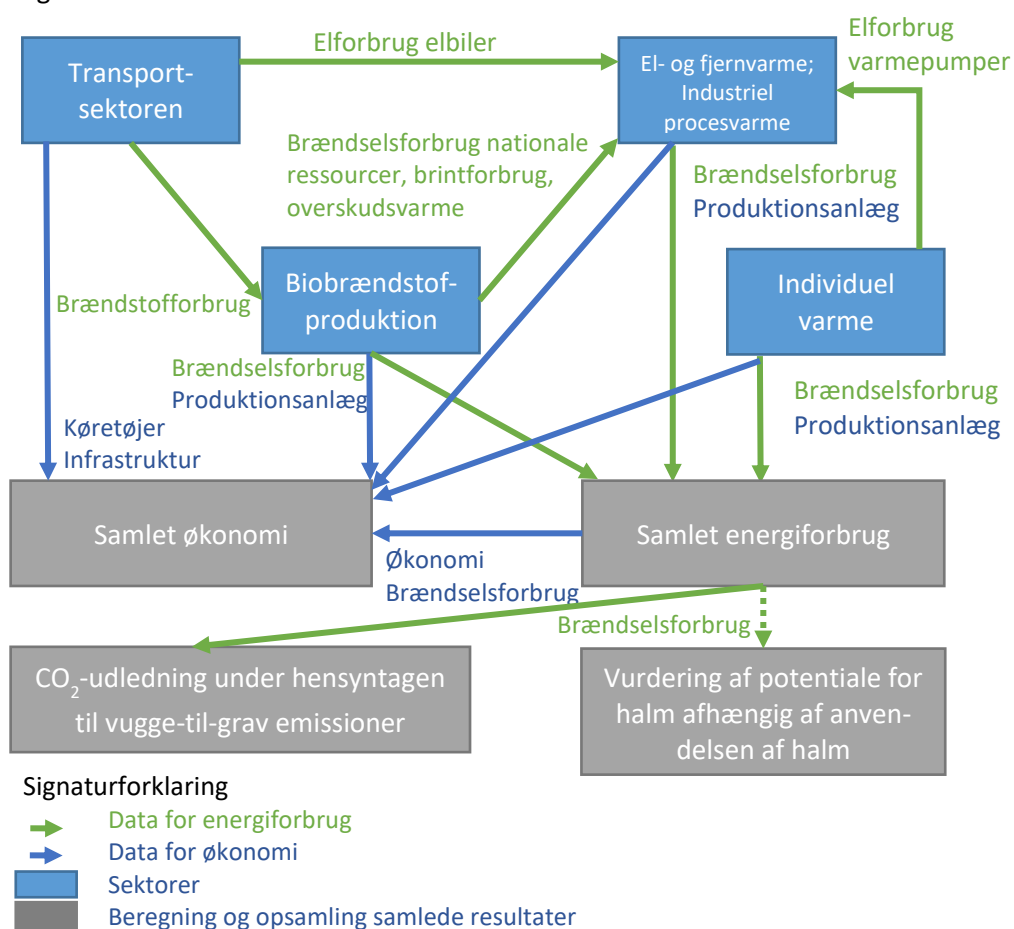 Transport-
sektoren
Elforbrug elbiler
El- og fjernvarme;
Industriel
procesvarme
Elforbrug
varmepumper
Brændselsforbrug nationale
ressourcer, brintforbrug,
overskudsvarme
Brændselsforbrug
Produktionsanlæg
Brændstofforbrug
Biobrændstof-
produktion
Individuel
varme
Brændselsforbrug
Produktionsanlæg
Brændselsforbrug
Produktionsanlæg
Køretøjer
Infrastruktur
Samlet økonomi
Samlet energiforbrug
Økonomi
Brændselsforbrug
Brændselsforbrug
CO₂-udledning under hensyntagen
til vugge-til-grav emissioner
Vurdering af potentiale for
halm afhængig af anven-
delsen af halm
Signaturforklaring
Data for energiforbrug
Data for økonomi
Sektorer
Beregning og opsamling samlede resultater